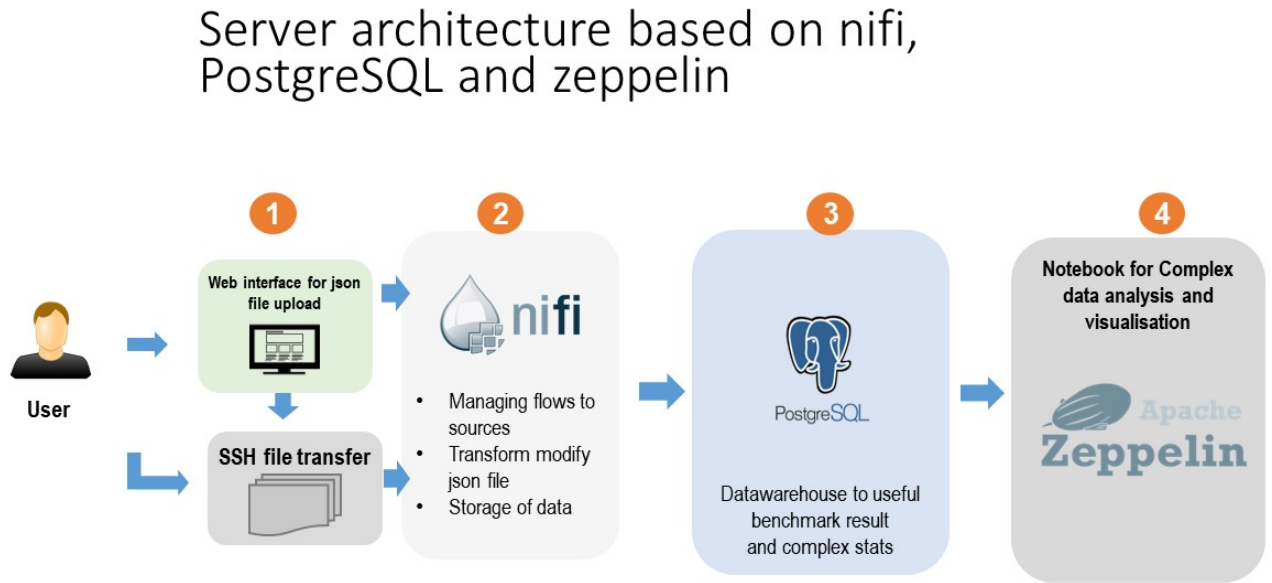 Server architecture based on nifi,
PostgreSQL and zeppelin
1
2
3
4
Web interface for json
file upload
User
SSH file transfer
nifi
• Managing flows to
sources
• Transform modify
json file
• Storage of data
PostgreSQL
Datawarehouse to useful
benchmark result
and complex stats
Notebook for Complex
data analysis and
visualisation
Apache
Zeppelin